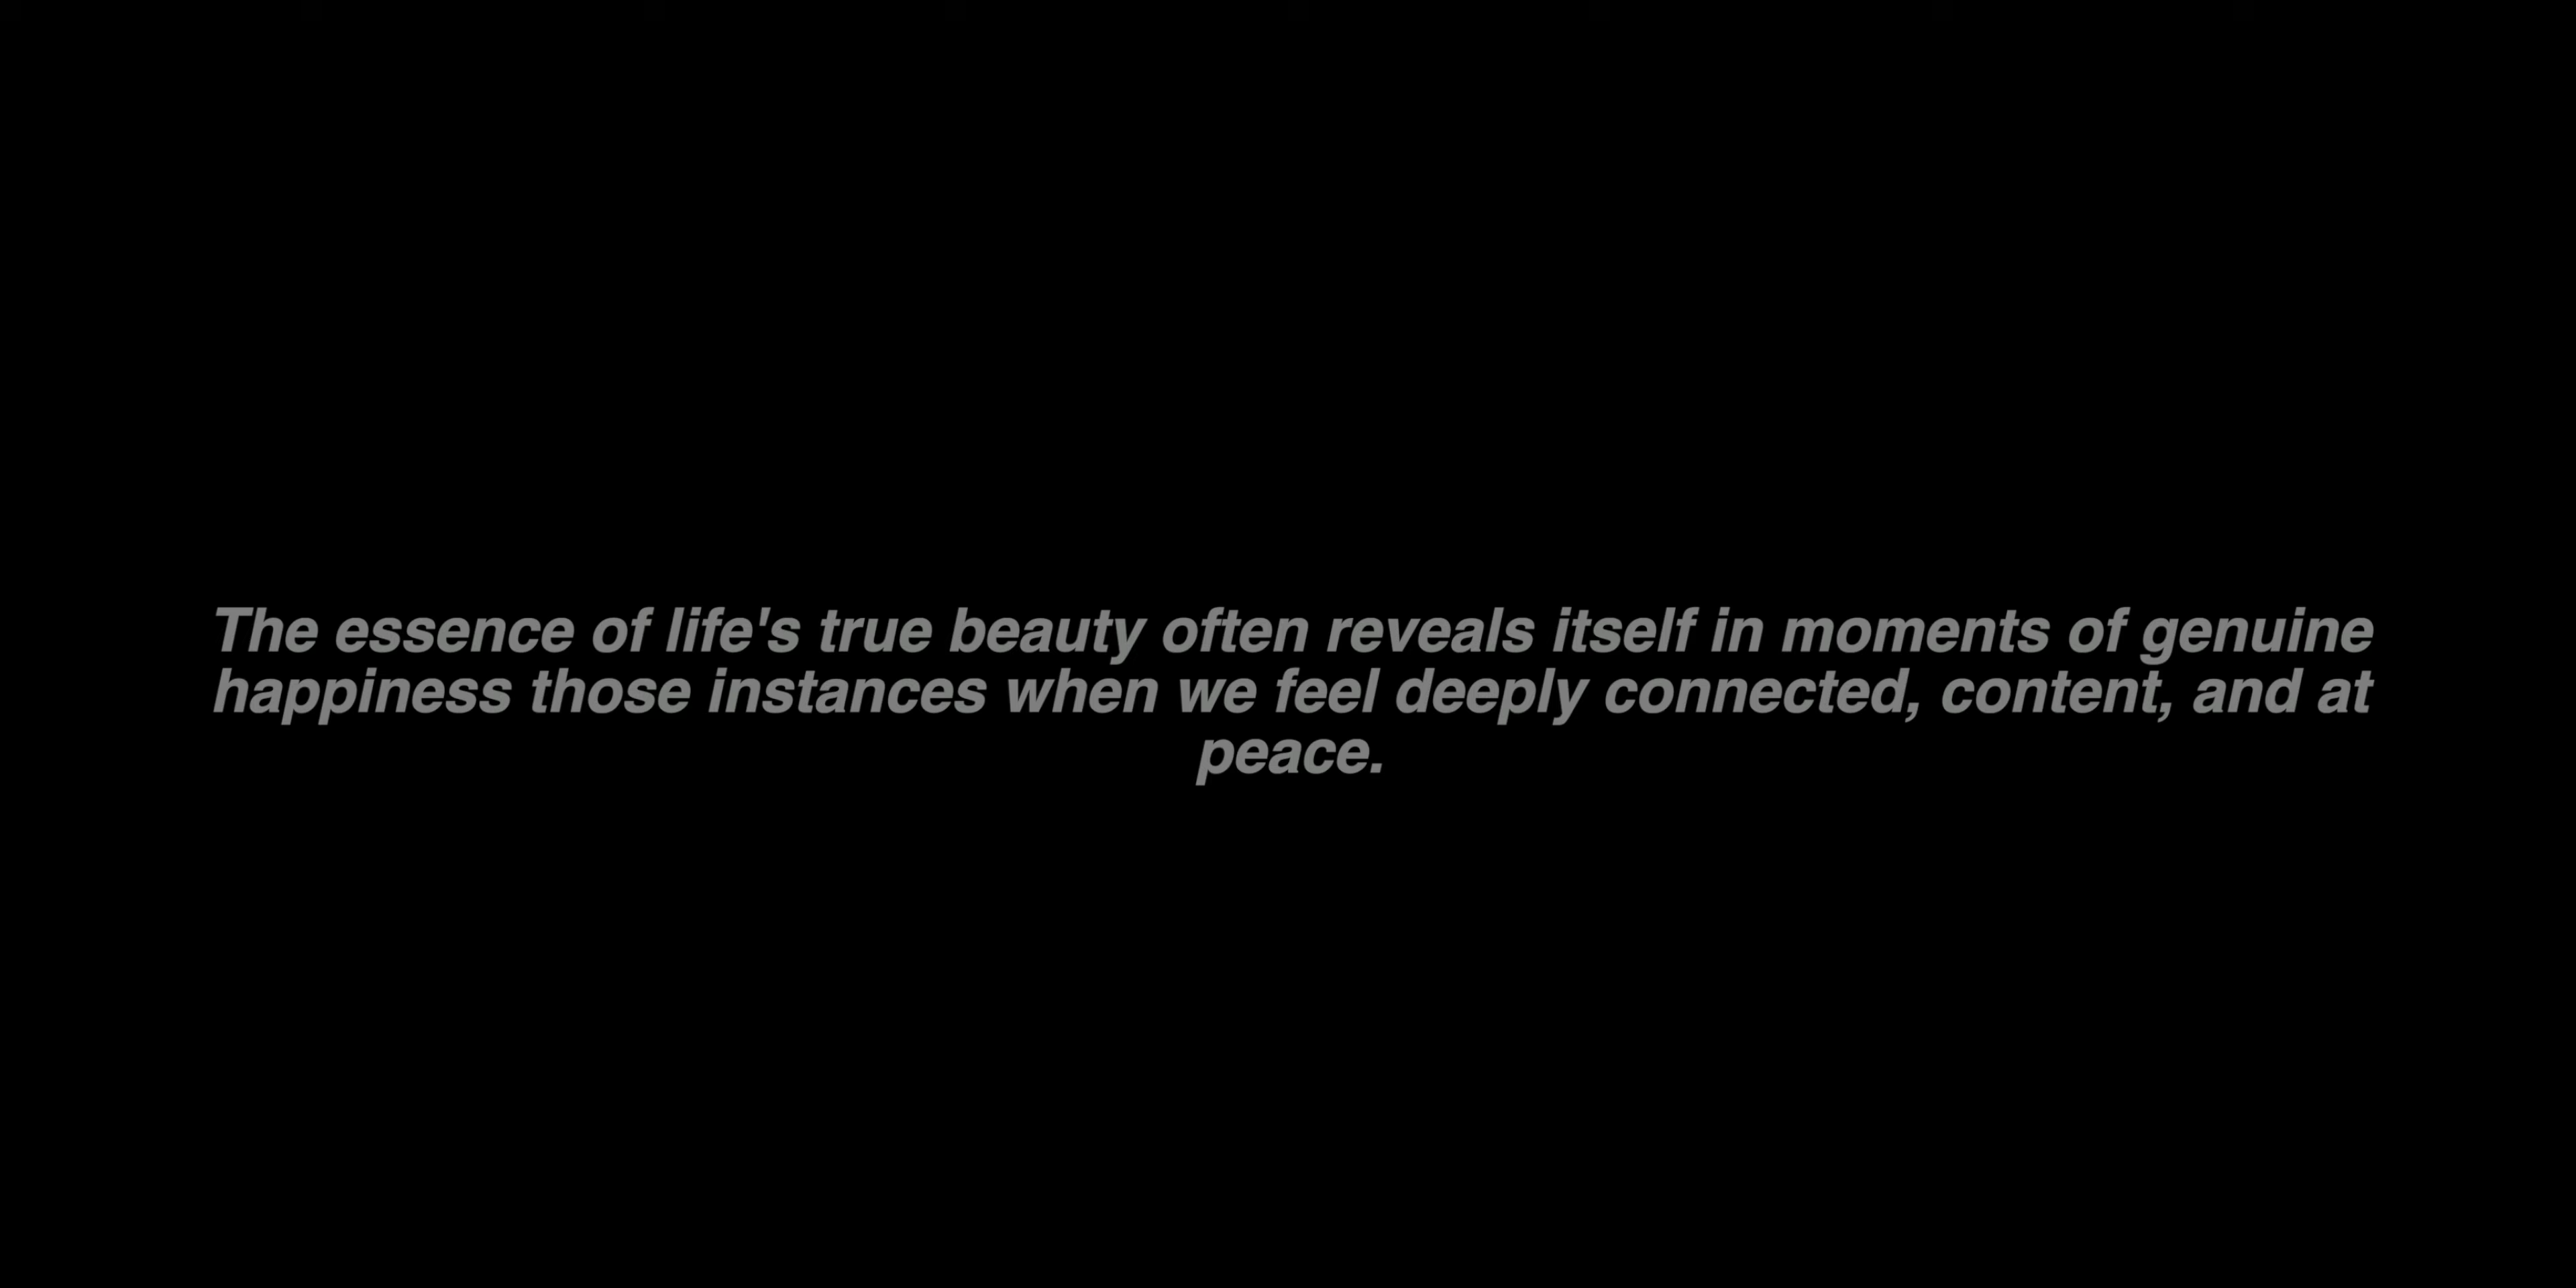 The essence of life's true beauty often reveals itself in moments of genuine
happiness those instances when we feel deeply connected, content, and at
peace.